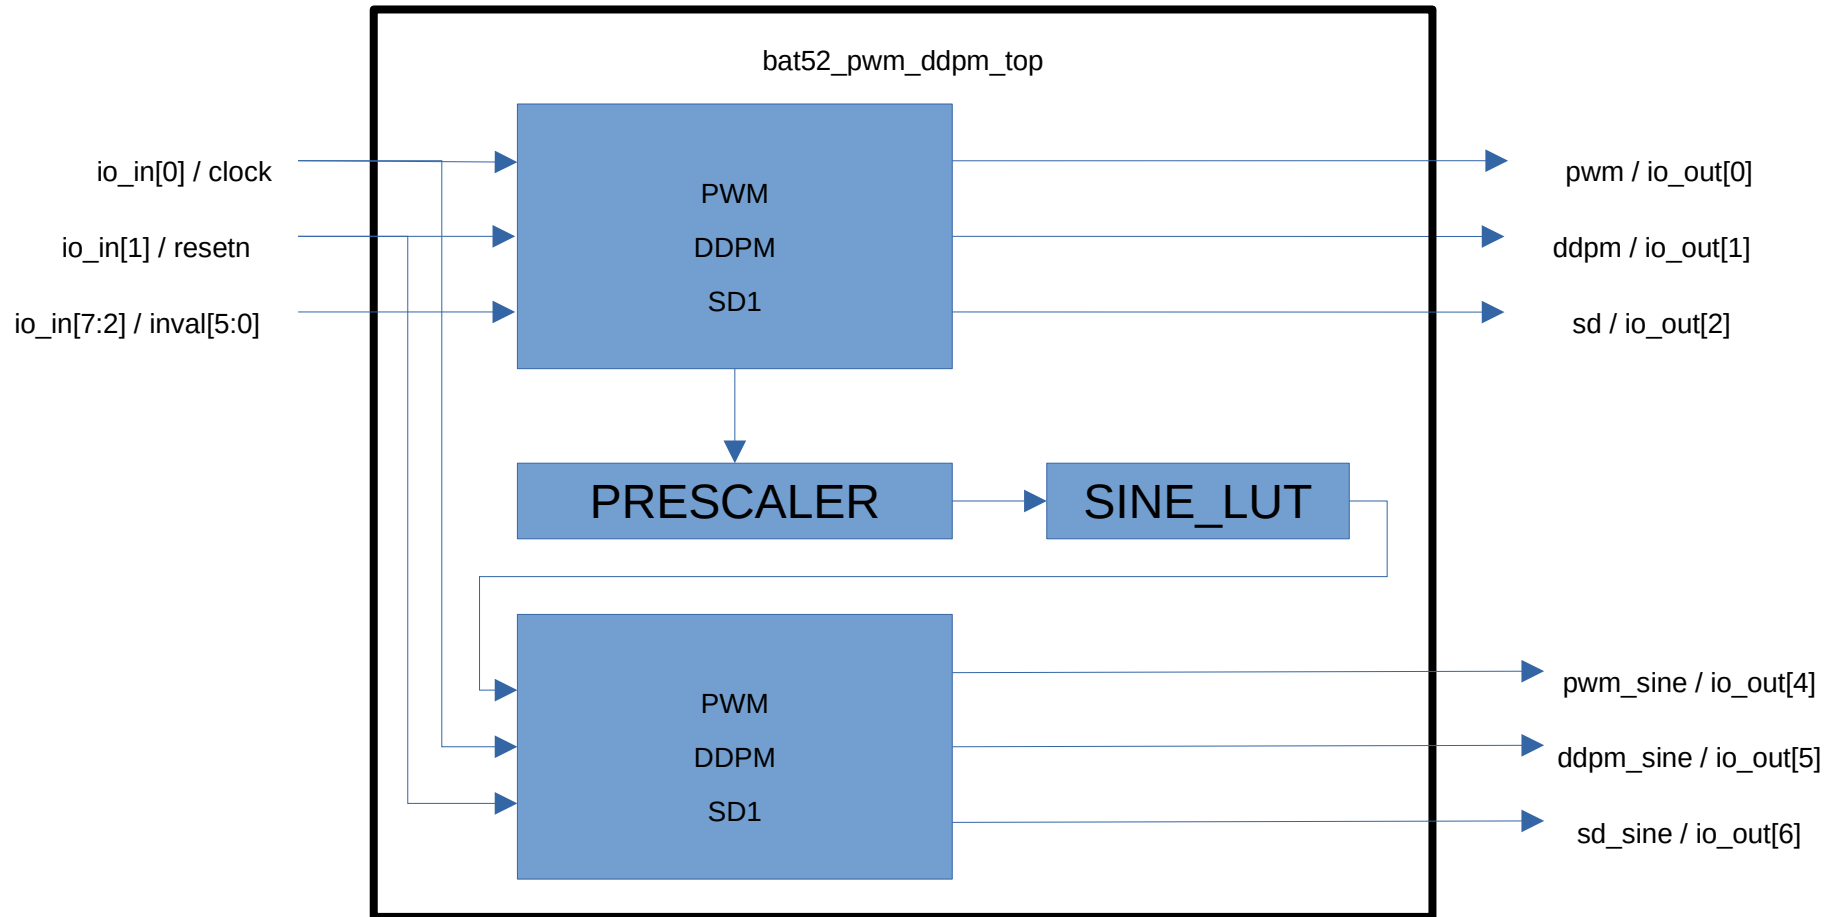 bat52_pwm_ddpm_top
io_in[0] / clock
io_in[1] / resetn
io_in[7:2] / inval[5:0]
PWM
DDPM
SD1
pwm / io_out[0]
ddpm / io_out[1]
sd / io_out[2]
PRESCALER
SINE_LUT
PWM
DDPM
SD1
pwm_sine / io_out[4]
ddpm_sine / io_out[5]
sd_sine / io_out[6]